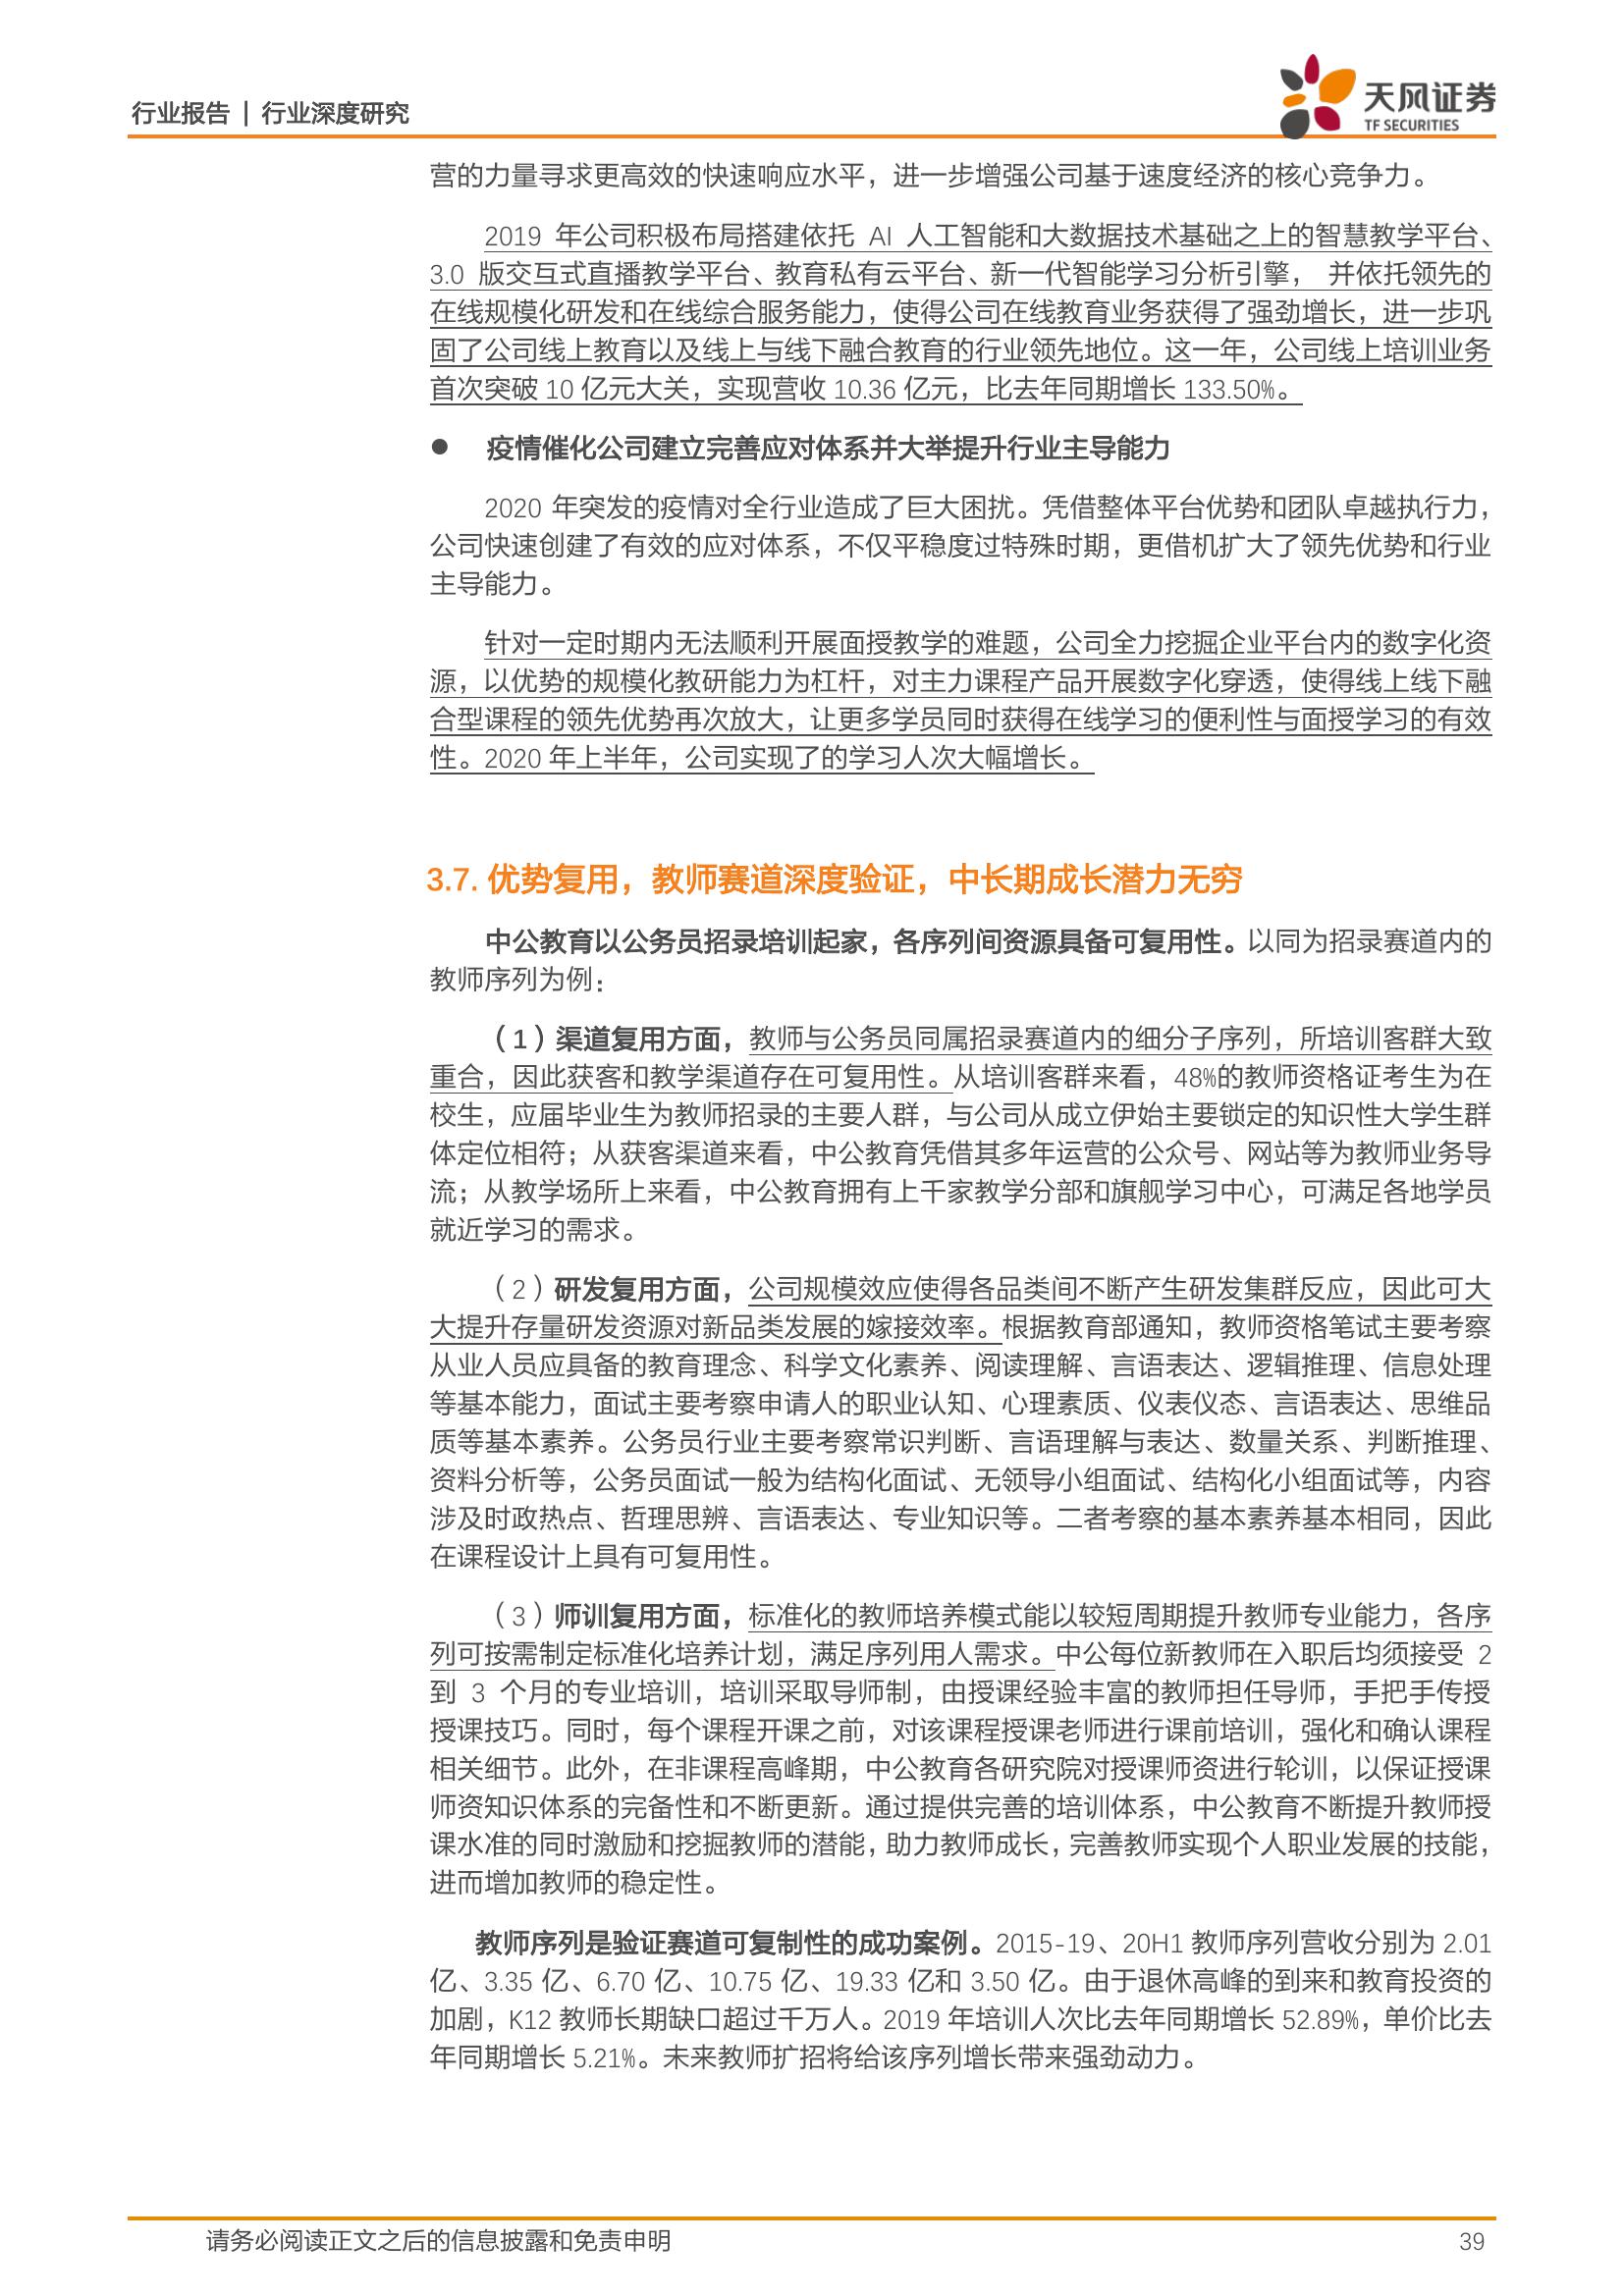 行业报告 | 行业深度研究
天风证券
TF SECURITIES
营的力量寻求更高效的快速响应水平，进一步增强公司基于速度经济的核心竞争力。
2019 年公司积极布局搭建依托 AI 人工智能和大数据技术基础之上的智慧教学平台、
3.0 版交互式直播教学平台、教育私有云平台、新一代智能学习分析引擎， 并依托领先的
在线规模化研发和在线综合服务能力，使得公司在线教育业务获得了强劲增长，进一步巩
固了公司线上教育以及线上与线下融合教育的行业领先地位。这一年，公司线上培训业务
首次突破 10 亿元大关，实现营收 10.36 亿元，比去年同期增长 133.50%。
● 疫情催化公司建立完善应对体系并大举提升行业主导能力
2020 年突发的疫情对全行业造成了巨大困扰。凭借整体平台优势和团队卓越执行力，
公司快速创建了有效的应对体系，不仅平稳度过特殊时期，更借机扩大了领先优势和行业
主导能力。
针对一定时期内无法顺利开展面授教学的难题，公司全力挖掘企业平台内的数字化资
源，以优势的规模化教研能力为杠杆，对主力课程产品开展数字化穿透，使得线上线下融
合型课程的领先优势再次放大，让更多学员同时获得在线学习的便利性与面授学习的有效
性。2020 年上半年，公司实现了的学习人次大幅增长。
3.7. 优势复用，教师赛道深度验证，中长期成长潜力无穷
中公教育以公务员招录培训起家，各序列间资源具备可复用性。以同为招录赛道内的
教师序列为例：
（1）渠道复用方面，教师与公务员同属招录赛道内的细分子序列，所培训客群大致
重合，因此获客和教学渠道存在可复用性。从培训客群来看，48%的教师资格证考生为在
校生，应届毕业生为教师招录的主要人群，与公司从成立伊始主要锁定的知识性大学生群
体定位相符；从获客渠道来看，中公教育凭借其多年运营的公众号、网站等为教师业务导
流；从教学场所上来看，中公教育拥有上千家教学分部和旗舰学习中心，可满足各地学员
就近学习的需求。
（2）研发复用方面，公司规模效应使得各品类间不断产生研发集群反应，因此可大
大提升存量研发资源对新品类发展的嫁接效率。根据教育部通知，教师资格笔试主要考察
从业人员应具备的教育理念、科学文化素养、阅读理解、言语表达、逻辑推理、信息处理
等基本能力，面试主要考察申请人的职业认知、心理素质、仪表仪态、言语表达、思维品
质等基本素养。公务员行业主要考察常识判断、言语理解与表达、数量关系、判断推理、
资料分析等，公务员面试一般为结构化面试、无领导小组面试、结构化小组面试等，内容
涉及时政热点、哲理思辨、言语表达、专业知识等。二者考察的基本素养基本相同，因此
在课程设计上具有可复用性。
（3）师训复用方面，标准化的教师培养模式能以较短周期提升教师专业能力，各序
列可按需制定标准化培养计划，满足序列用人需求。中公每位新教师在入职后均须接受 2
到 3 个月的专业培训，培训采取导师制，由授课经验丰富的教师担任导师，手把手传授
授课技巧。同时，每个课程开课之前，对该课程授课老师进行课前培训，强化和确认课程
相关细节。此外，在非课程高峰期，中公教育各研究院对授课师资进行轮训，以保证授课
师资知识体系的完备性和不断更新。通过提供完善的培训体系，中公教育不断提升教师授
课水准的同时激励和挖掘教师的潜能，助力教师成长，完善教师实现个人职业发展的技能，
进而增加教师的稳定性。
教师序列是验证赛道可复制性的成功案例。2015-19、20H1 教师序列营收分别为 2.01
亿、3.35 亿、6.70 亿、10.75 亿、19.33 亿和 3.50 亿。由于退休高峰的到来和教育投资的
加剧，K12 教师长期缺口超过千万人。2019 年培训人次比去年同期增长 52.89%，单价比去
年同期增长 5.21%。未来教师扩招将给该序列增长带来强劲动力。
请务必阅读正文之后的信息披露和免责申明
39